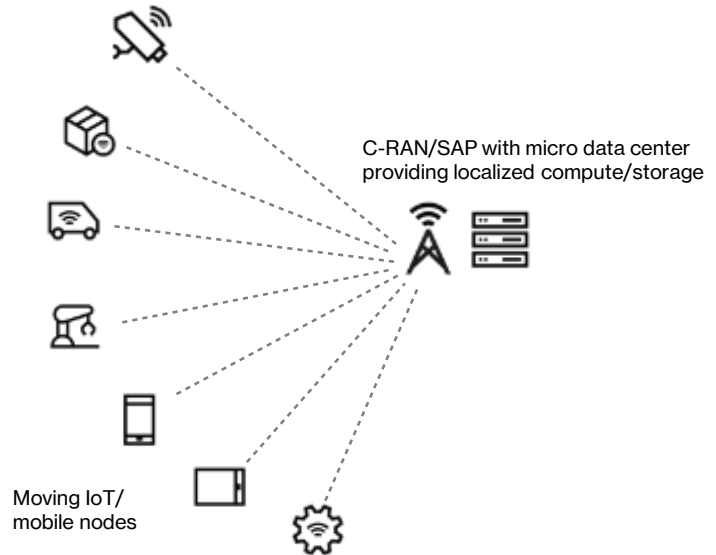 C-RAN/SAP with micro data center
providing localized compute/storage
Moving IoT/
mobile nodes